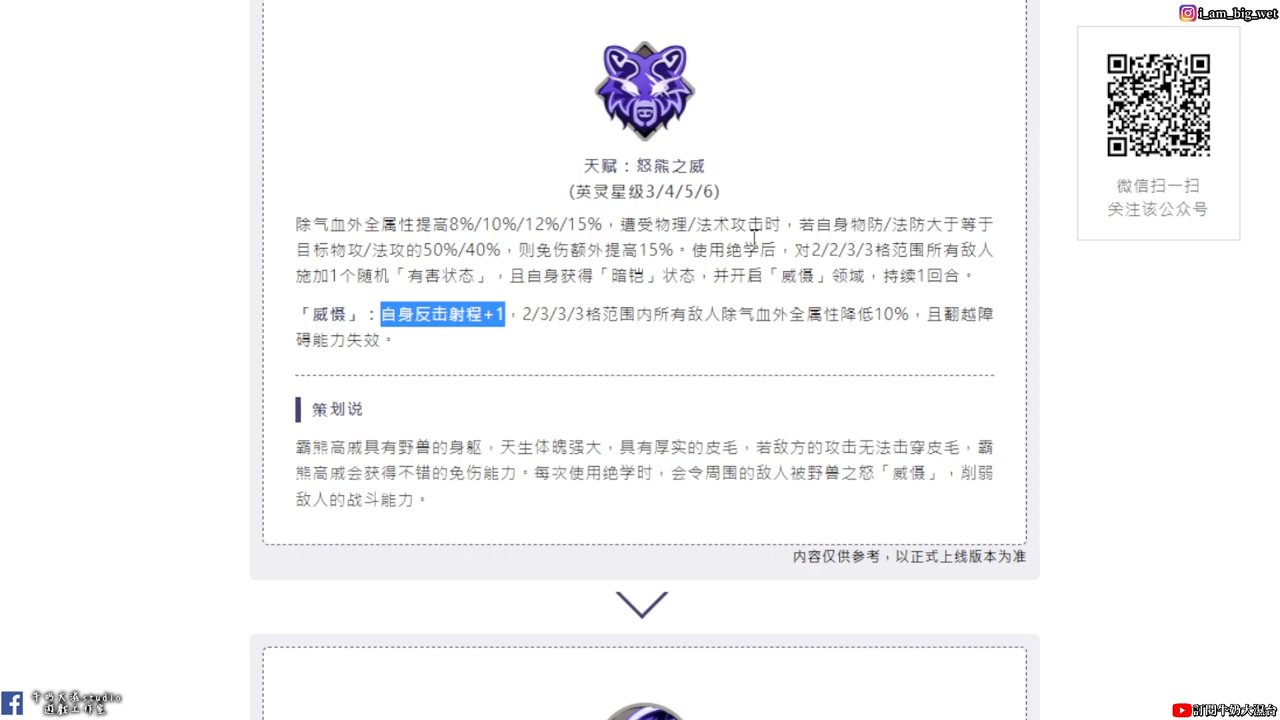 i_am_big_wet
天赋：怒熊之威
(英灵星级3/4/5/6)
除气血外全属性提高8%/10%/12%/15%，遭受物理/法术攻击时，若自身物防/法防大于等于
目标物攻/法攻的50%/40%，则免伤额外提高15%。使用绝学后，对2/2/3/3格范围所有敌人
施加1个随机「有害状态」，且自身获得「暗铠」状态，并开启「威慑」领域，持续1回合。
「威慑」：自身反击射程+1，2/3/3/3格范围内所有敌人除气血外全属性降低10%，且翻越障
碍能力失效。
策划说
霸熊高戚具有野兽的身躯，天生体魄强大，具有厚实的皮毛，若敌方的攻击无法击穿皮毛，霸
熊高戚会获得不错的免伤能力。每次使用绝学时，会令周围的敌人被野兽之怒「威慑」，削弱
敌人的战斗能力。
内容仅供参考，以正式上线版本为准
微信扫一扫
关注该公众号
studio
遊戲工作室
訂閱牛奶大混合